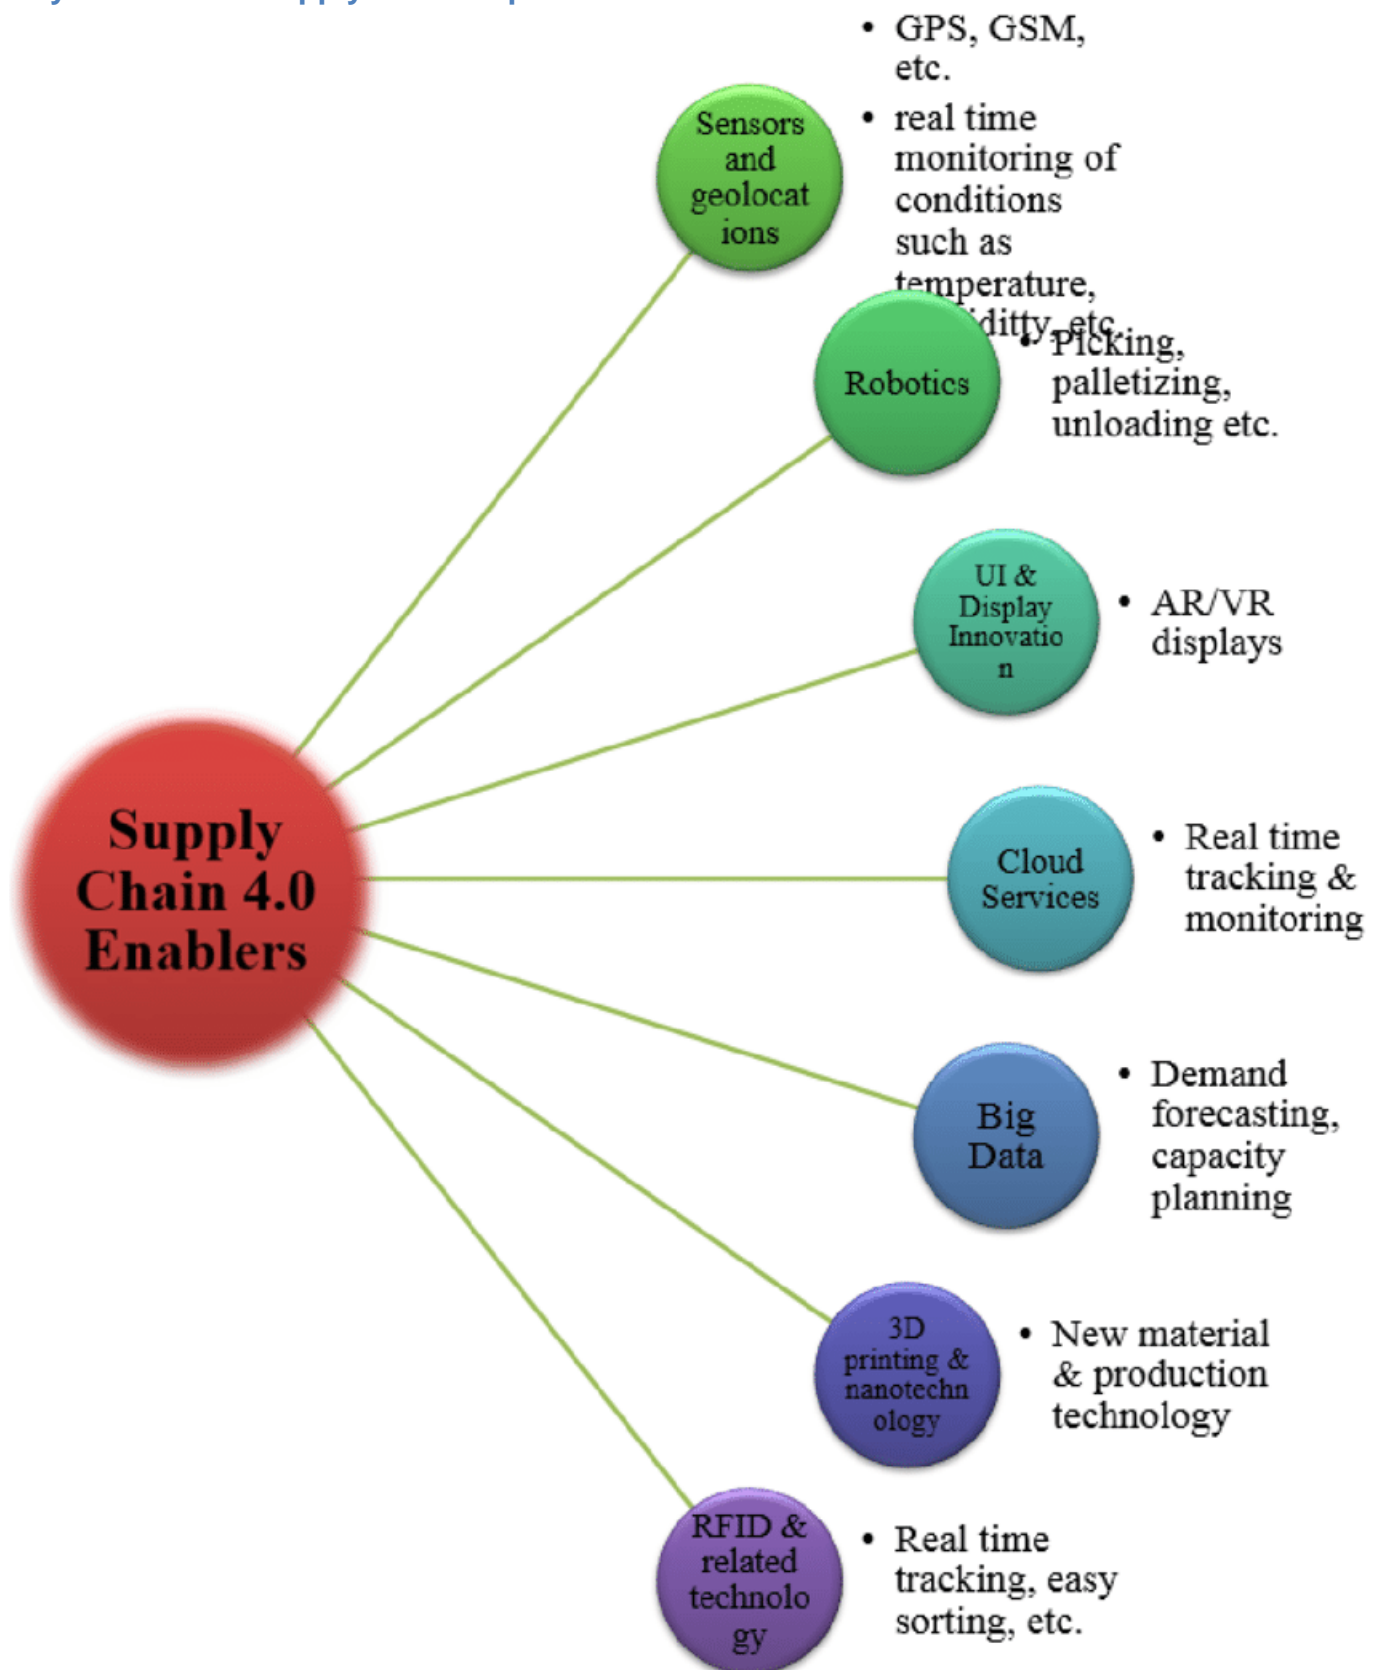 GPS, GSM,
etc.
Sensors
and
geolocat
ions
real time
monitoring of
conditions
such as
temperature,
etc.
Robotics
Picking,
palletizing,
unloading etc.
UI &
Display
Innovatio
n
AR/VR
displays
Supply
Chain 4.0
Enablers
Cloud
Services
Real time
tracking &
monitoring
Big
Data
Demand
forecasting,
capacity
planning
3D
printing &
nanotechn
ology
New material
& production
technology
RFID &
related
technolo
gy
Real time
tracking, easy
sorting, etc.